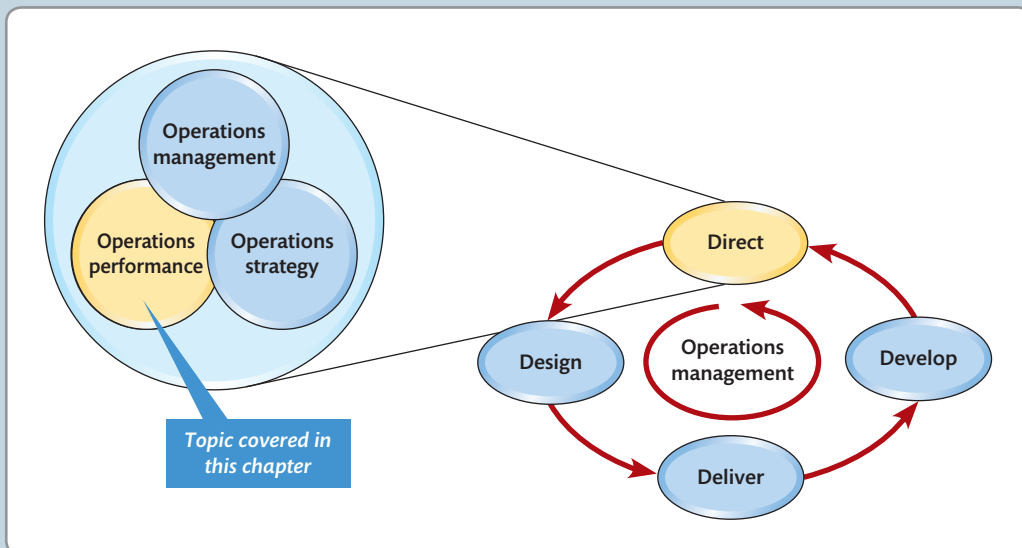 Operations
management
Operations
performance
Operations
strategy
Topic covered in
this chapter
Direct
Design
Operations
management
Develop
Deliver